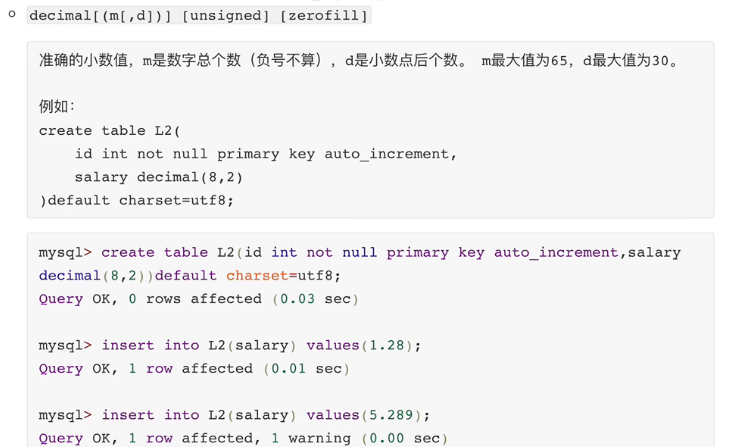 decimal[(m[,d])] [unsigned] [zerofill]
准确的小数值，m是数字总个数（负号不算），d是小数点后个数。 m最大值为65，d最大值为30。
例如：
create table L2(
    id int not null primary key auto_increment,
    salary decimal(8,2)
)default charset=utf8;
mysql> create table L2(id int not null primary key auto_increment,salary
decimal(8,2))default charset=utf8;
Query OK, 0 rows affected (0.03 sec)
mysql> insert into L2(salary) values(1.28);
Query OK, 1 row affected (0.01 sec)
mysql> insert into L2(salary) values(5.289);
Query OK, 1 row affected, 1 warning (0.00 sec)